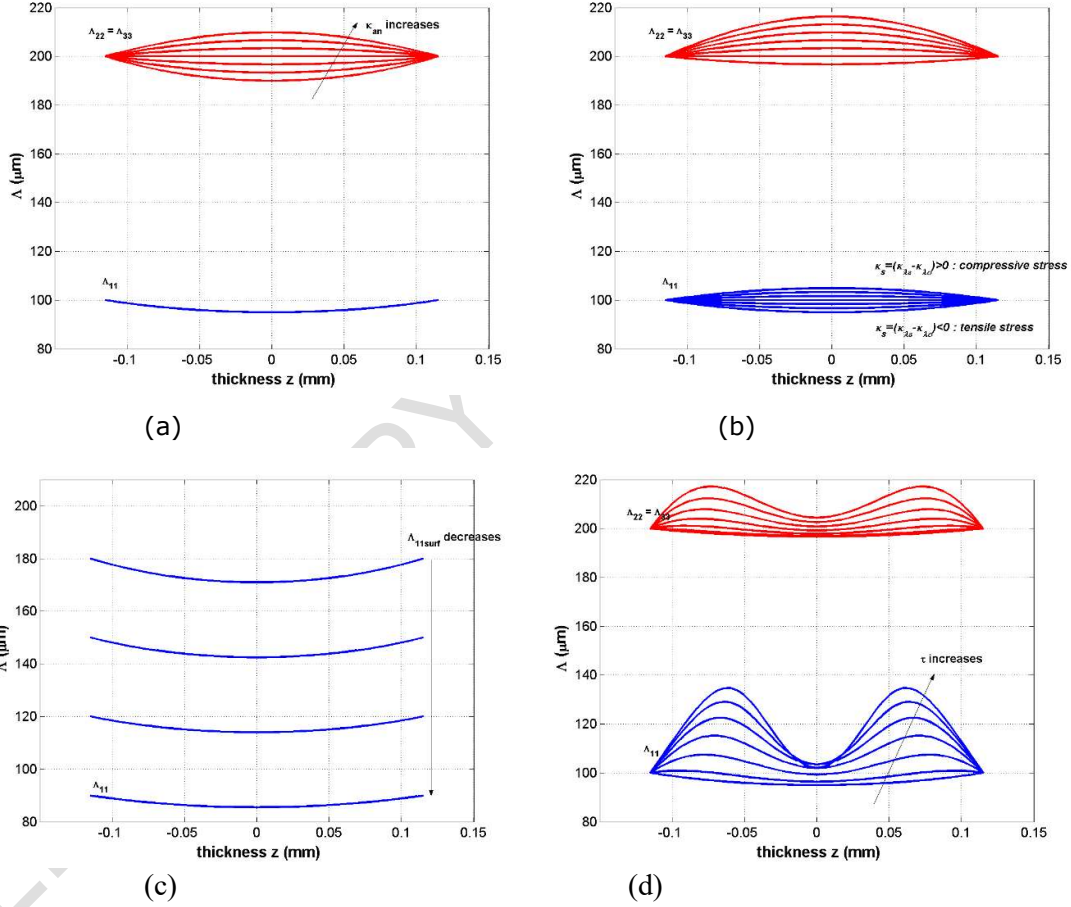 Λ22 = Λ33
κan increases
Λ11
Λ (μm)
200
180
160
140
120
100
80
-0.1
-0.05
0
0.05
0.1
0.15
thickness z (mm)
(a)
220
200
180
160
140
120
100
80
Λ (μm)
Λ22 = Λ33
κs=(κλs-κλc)>0 : compressive stress
Λ11
κs=(κλs-κλc)<0 : tensile stress
-0.1
-0.05
0
0.05
0.1
0.15
thickness z (mm)
(b)
200
180
160
140
120
100
80
Λ (μm)
Λ11surf decreases
Λ11
-0.1
-0.05
0
0.05
0.1
0.15
thickness z (mm)
(c)
220
200
180
160
140
120
100
80
Λ (μm)
Λ22 = Λ33
τ increases
Λ11
-0.1
-0.05
0
0.05
0.1
0.15
thickness z (mm)
(d)